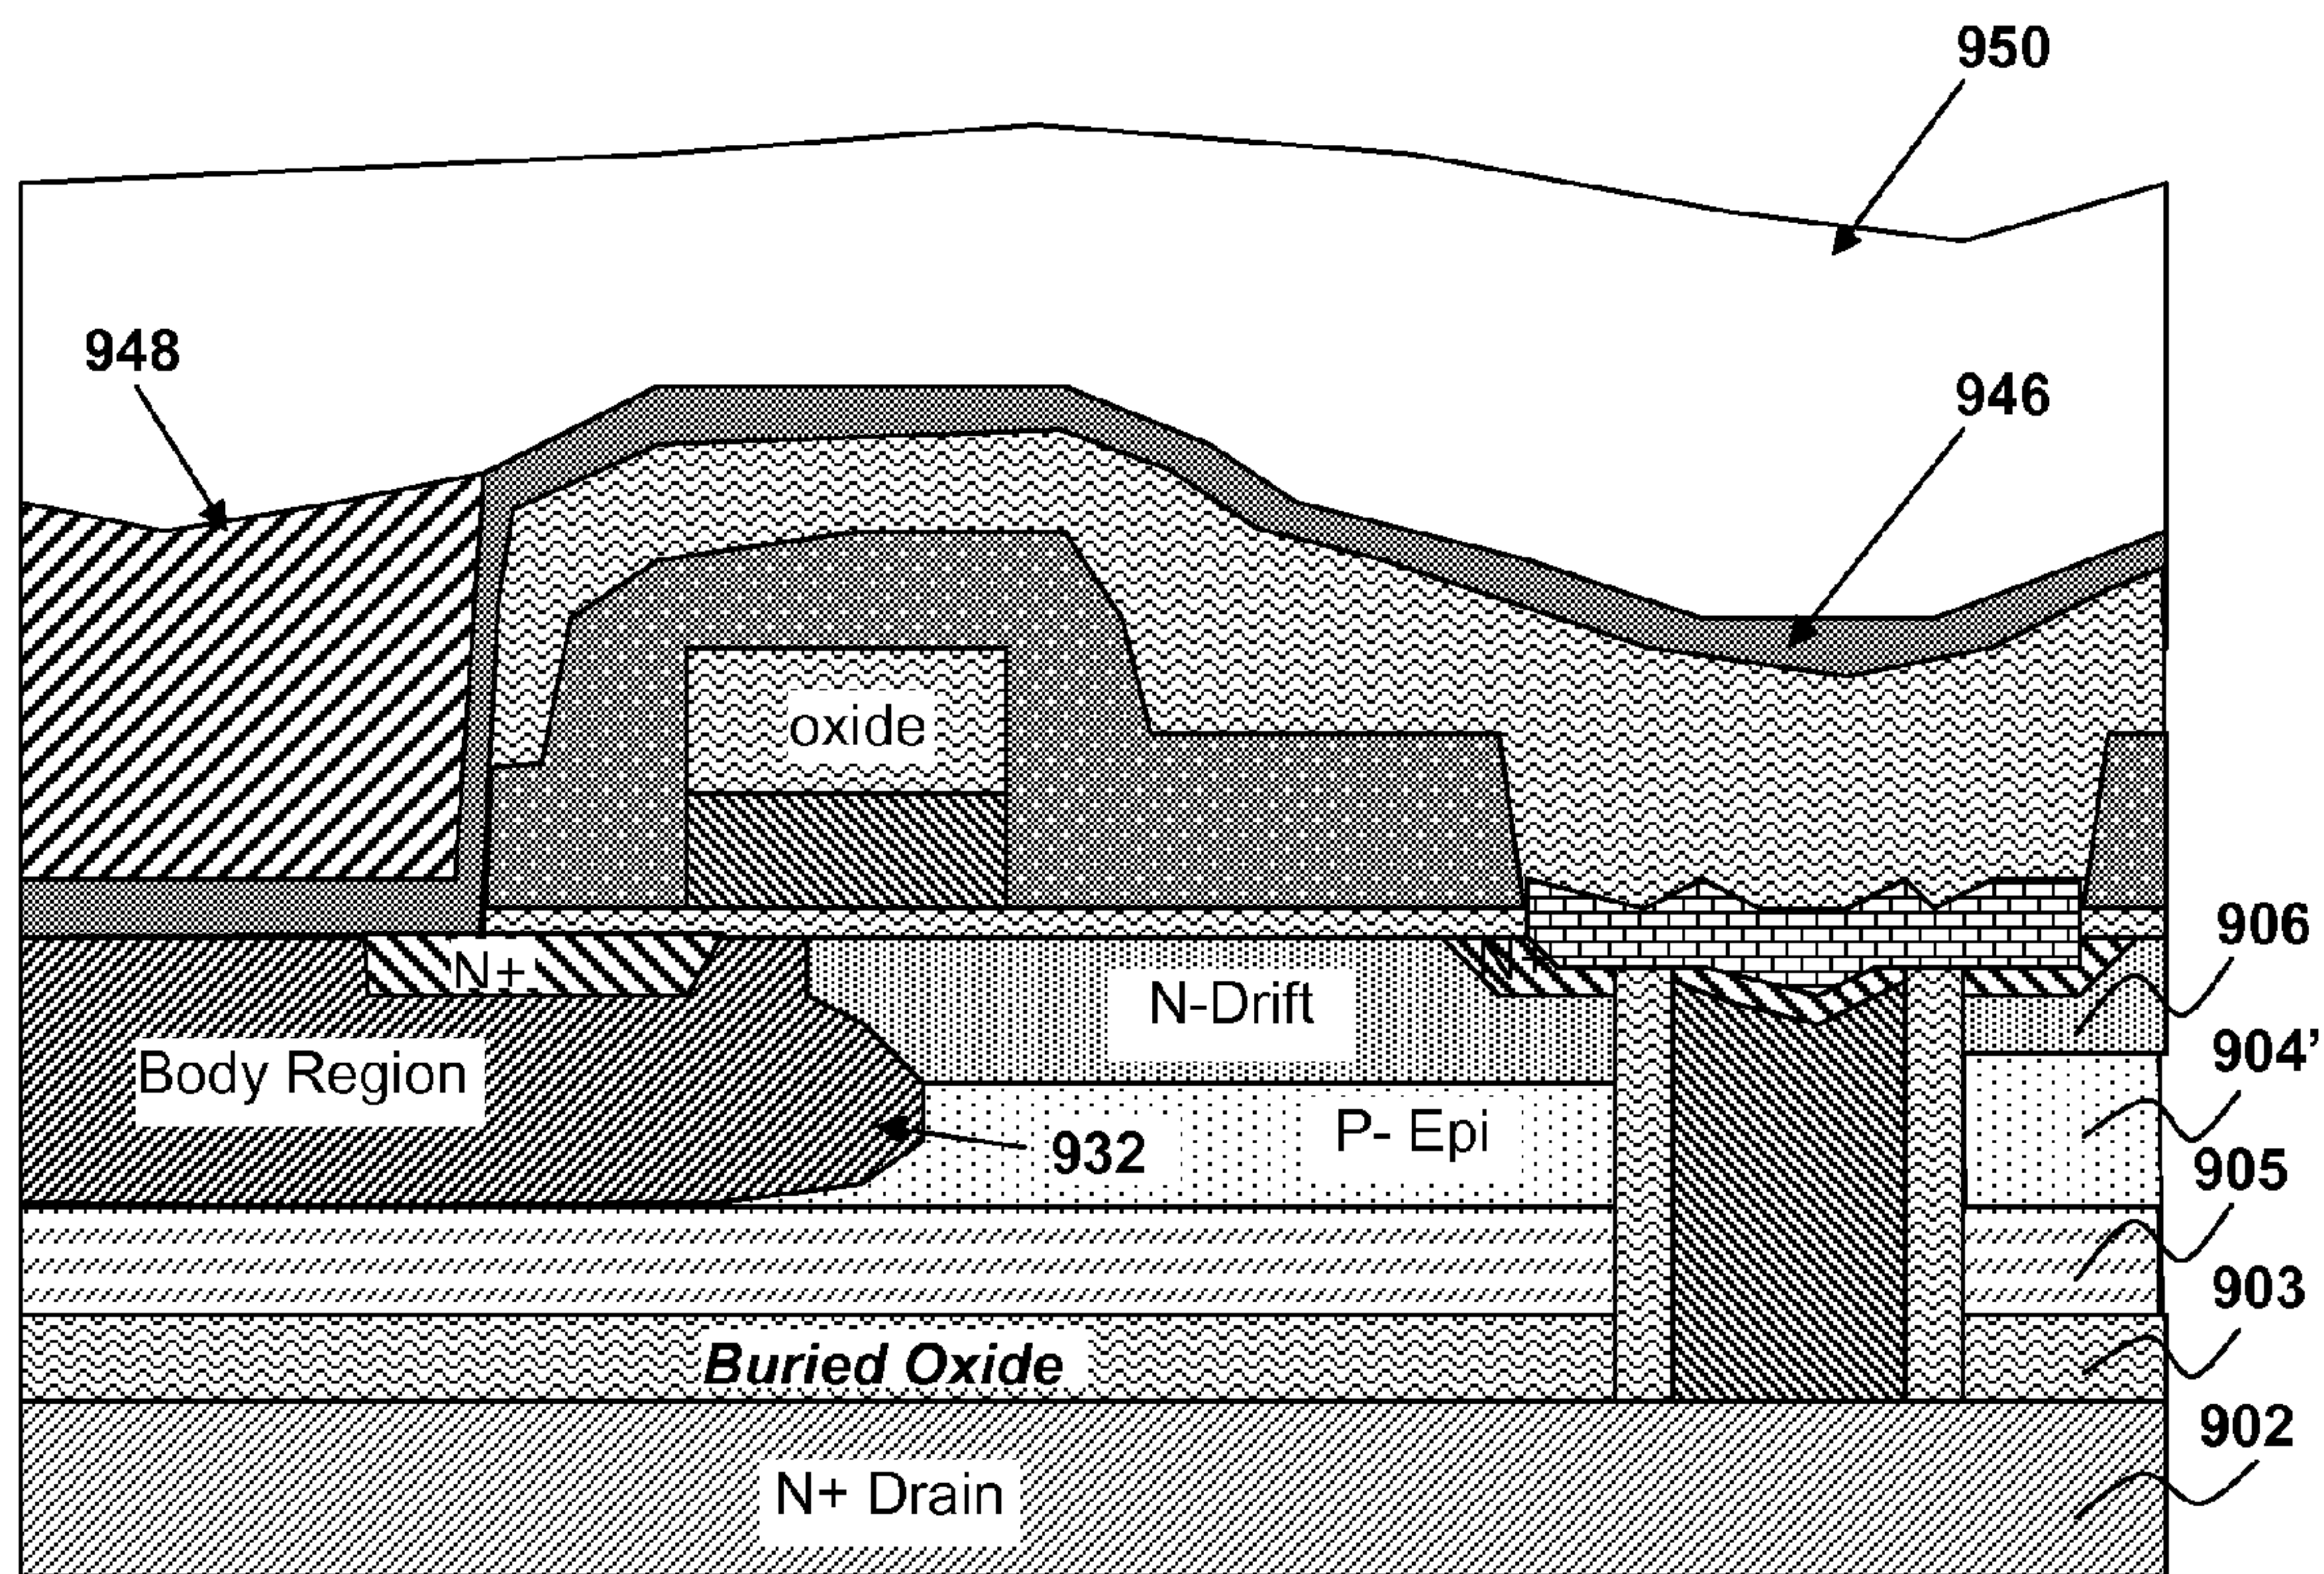 950
948
946
oxide
906
N+
N-Drift
904’
Body Region
P- Epi
932
905
903
Buried Oxide
902
N+ Drain